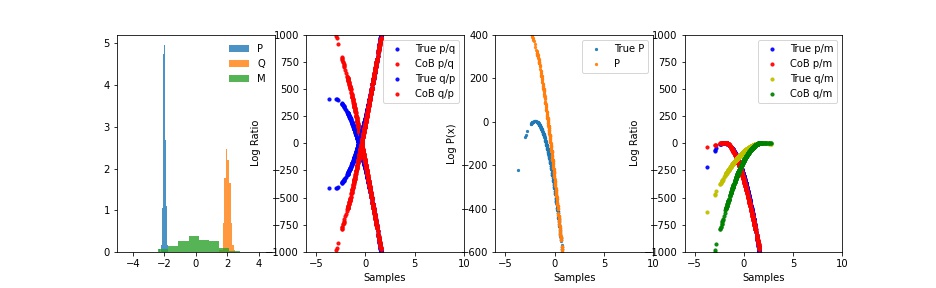 5
4
3
2
1
0
−4
−2
0
2
4
P
Q
M
Log Ratio
1000
750
500
250
0
−250
−500
−750
1000
−5
0
5
10
Samples
True p/q
CoB p/q
True q/p
CoB q/p
Log P(x)
400
200
0
−200
−400
−600
−5
0
5
10
Samples
True P
P
Log Ratio
1000
750
500
250
0
−250
−500
−750
1000
−5
0
5
10
Samples
True p/m
CoB p/m
True q/m
CoB q/m